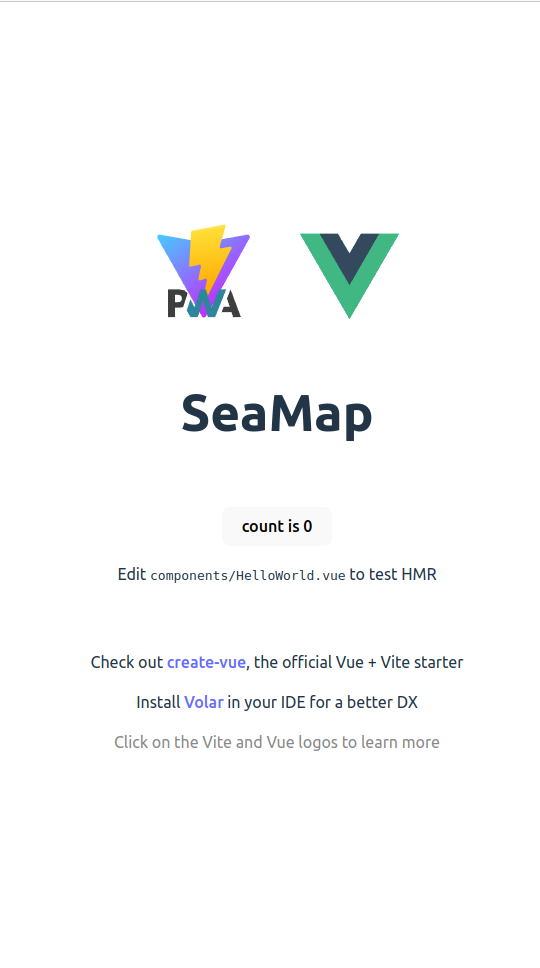 PWA
SeaMap
count is 0
Edit components/HelloWorld.vue to test HMR
Check out create-vue, the official Vue + Vite starter
Install Volar in your IDE for a better DX
Click on the Vite and Vue logos to learn more